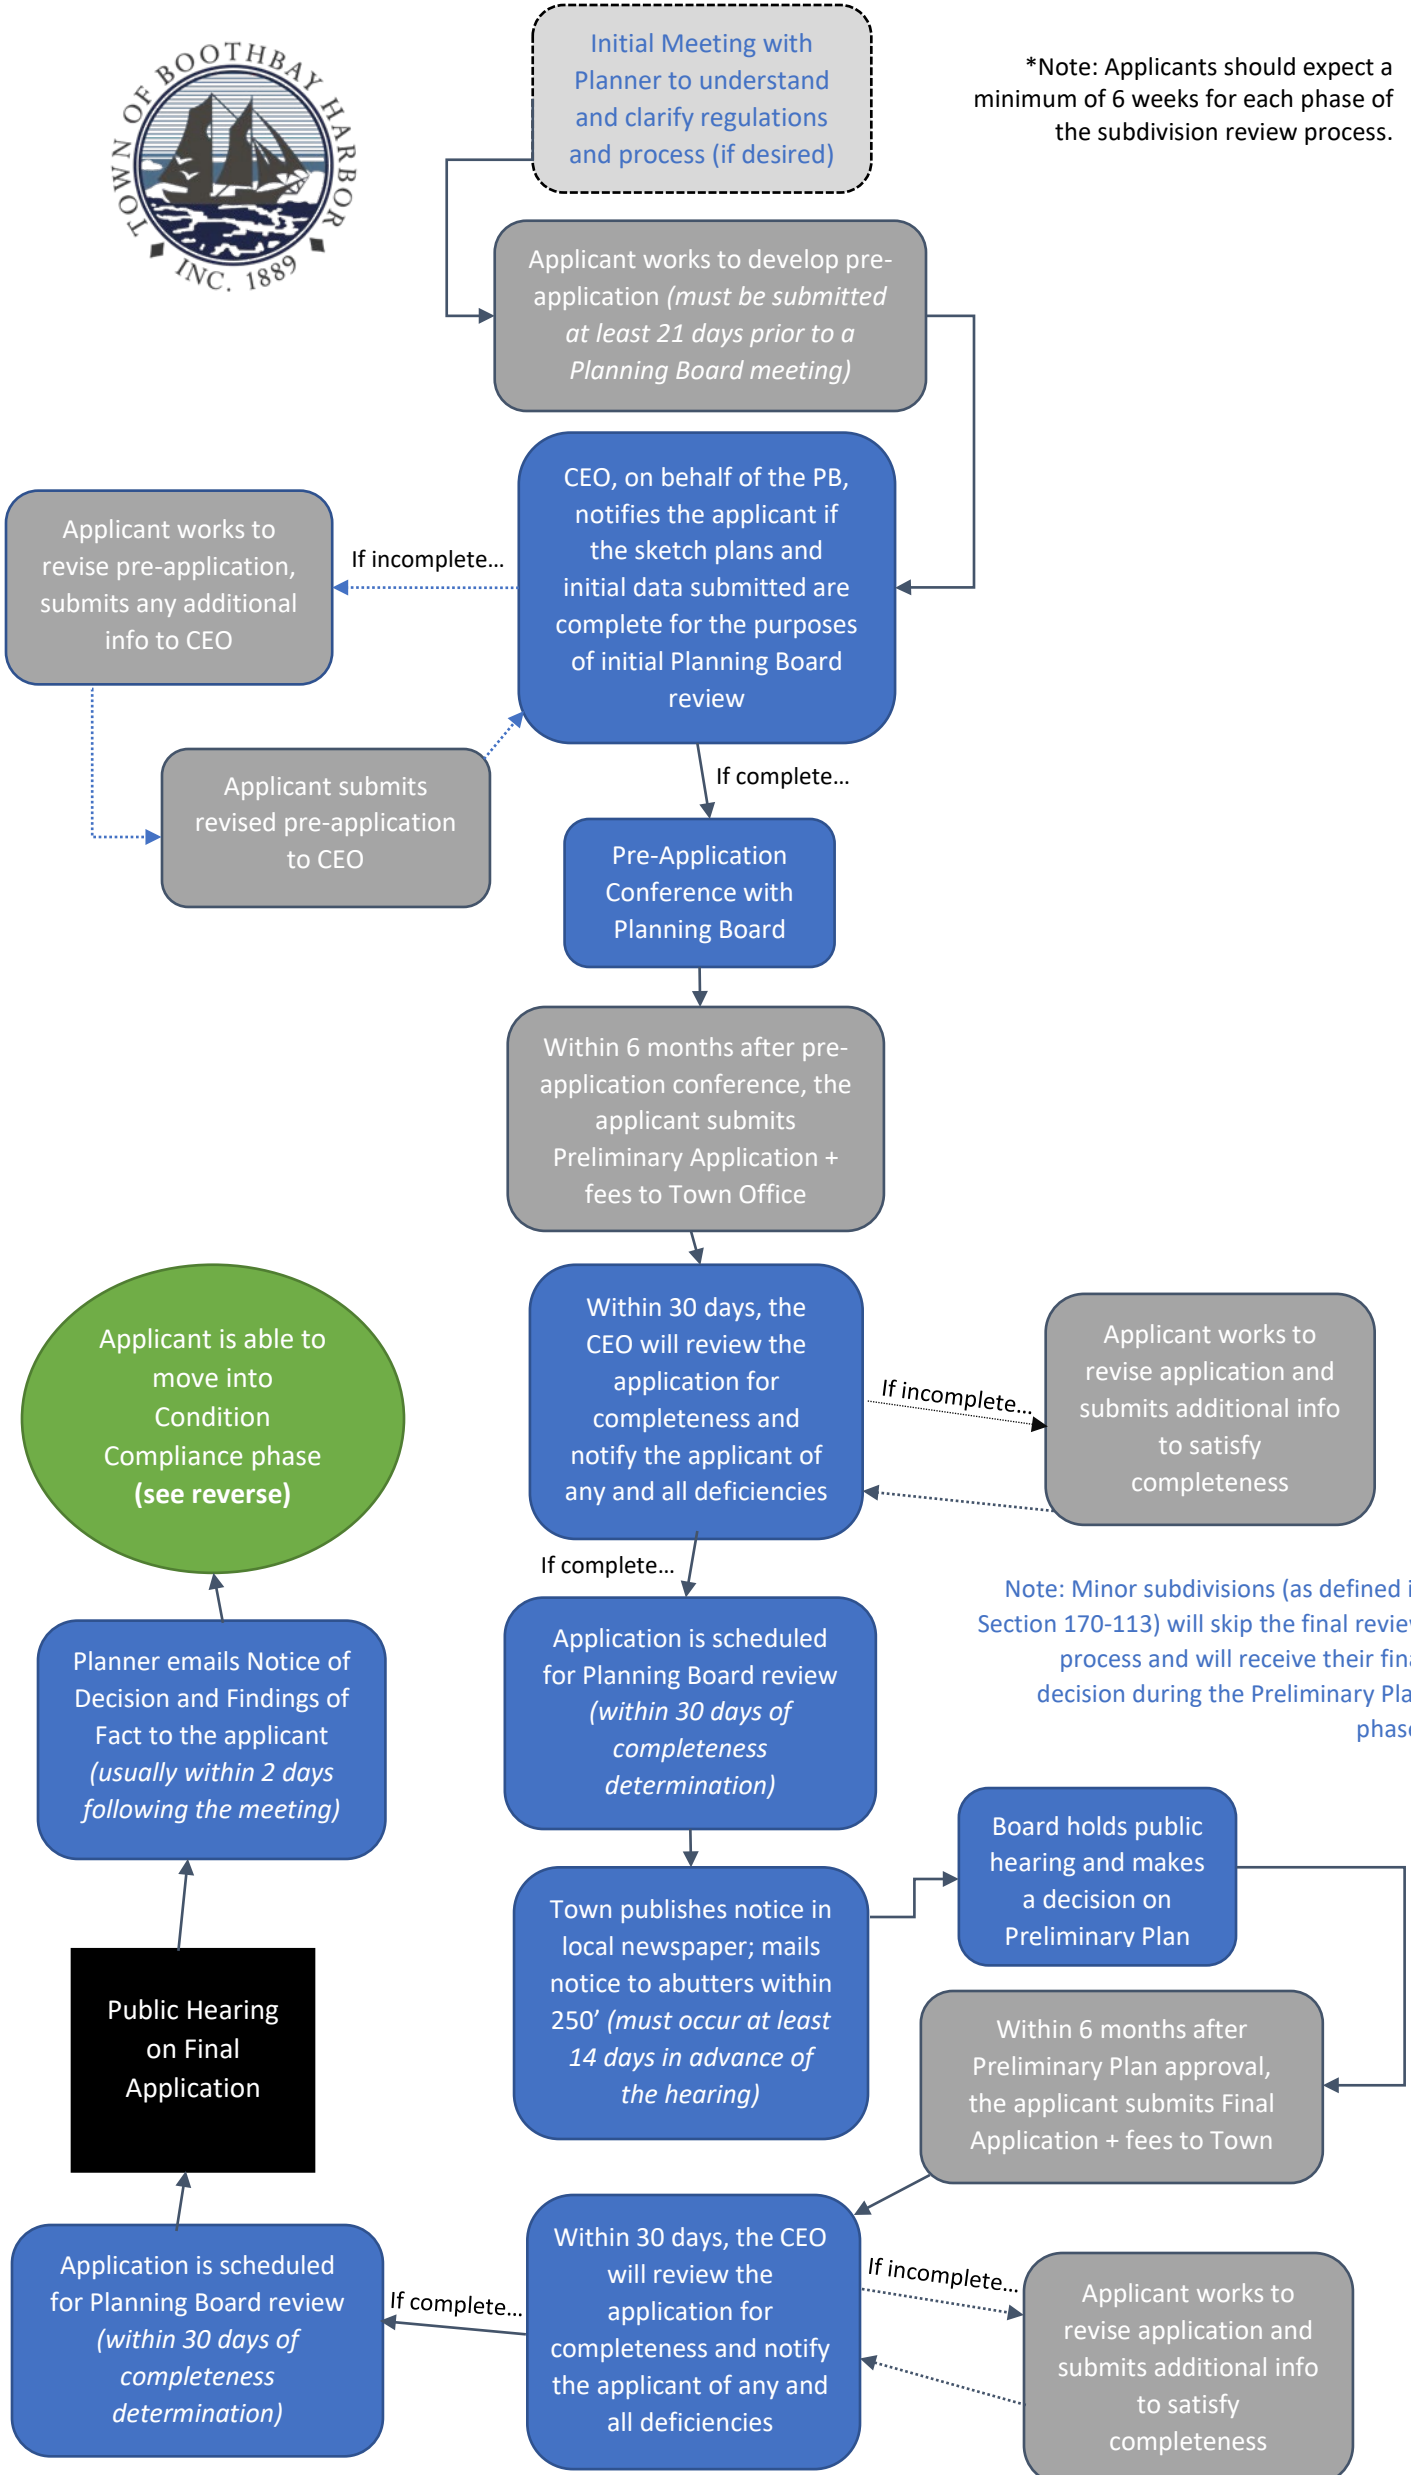 TOWN OF BOOTHBAY HARBOR
INC. 1889
Initial Meeting with
Planner to understand
and clarify regulations
and process (if desired)
*Note: Applicants should expect a
minimum of 6 weeks for each phase of
the subdivision review process.
Applicant works to develop pre-
application (must be submitted
at least 21 days prior to a
Planning Board meeting)
CEO, on behalf of the PB,
notifies the applicant if
the sketch plans and
initial data submitted are
complete for the purposes
of initial Planning Board
review
If incomplete…
Applicant works to
revise pre-application,
submits any additional
info to CEO
Applicant submits
revised pre-application
to CEO
If complete…
Pre-Application
Conference with
Planning Board
Within 6 months after pre-
application conference, the
applicant submits
Preliminary Application +
fees to Town Office
Within 30 days, the
CEO will review the
application for
completeness and
notify the applicant of
any and all deficiencies
If incomplete…
Applicant works to
revise application and
submits additional info
to satisfy
completeness
If complete…
Note: Minor subdivisions (as defined i
Section 170-113) will skip the final review
process and will receive their fina
decision during the Preliminary Pla
phase
Application is scheduled
for Planning Board review
(within 30 days of
completeness
determination)
Town publishes notice in
local newspaper; mails
notice to abutters within
250’ (must occur at least
14 days in advance of
the hearing)
Board holds public
hearing and makes
a decision on
Preliminary Plan
Within 6 months after
Preliminary Plan approval,
the applicant submits Final
Application + fees to Town
Within 30 days, the CEO
will review the
application for
completeness and notify
the applicant of any and
all deficiencies
If incomplete…
Applicant works to
revise application and
submits additional info
to satisfy
completeness
If complete…
Application is scheduled
for Planning Board review
(within 30 days of
completeness
determination)
Public Hearing
on Final
Application
Planner emails Notice of
Decision and Findings of
Fact to the applicant
(usually within 2 days
following the meeting)
Applicant is able to
move into
Condition
Compliance phase
(see reverse)